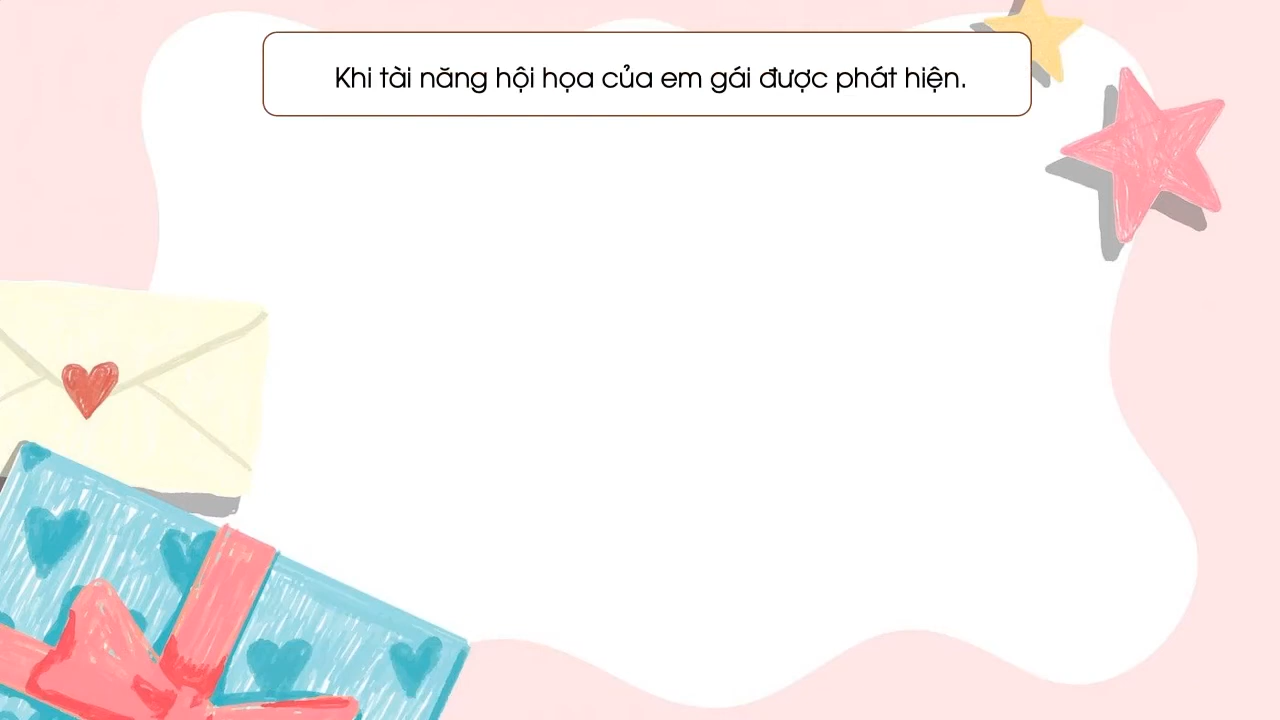 Khi tài năng hội họa của em gái được phát hiện.